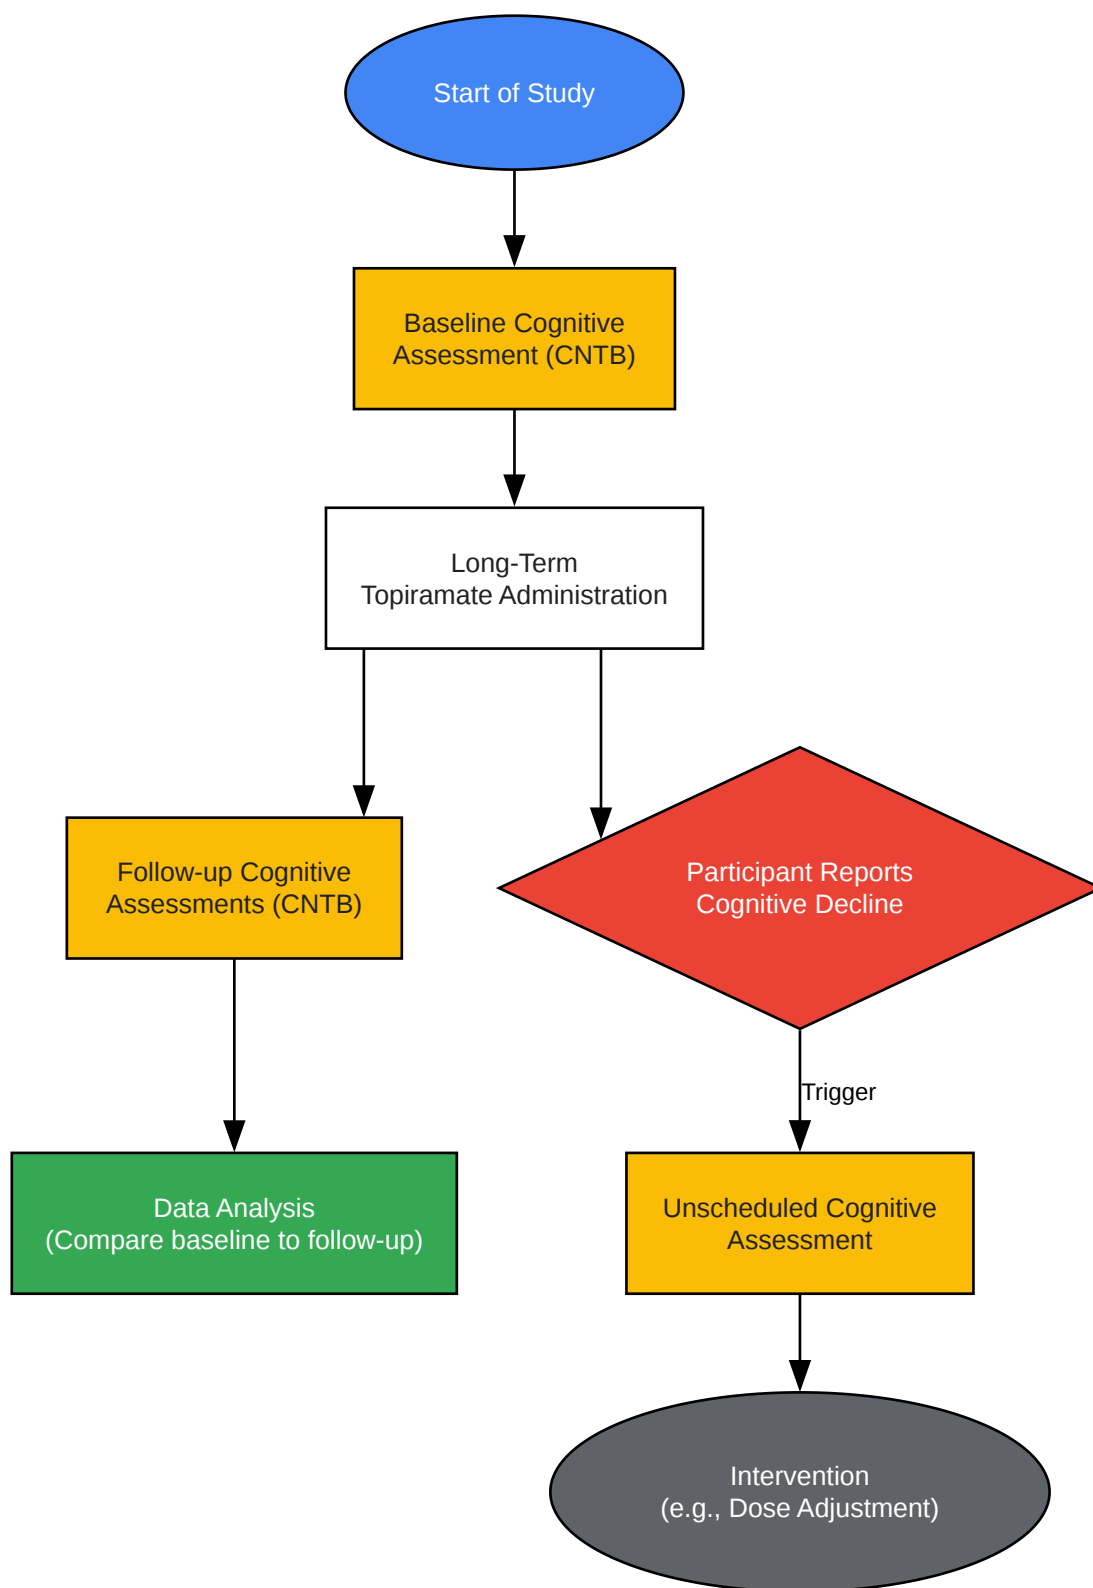 Start of Study
Baseline Cognitive
Assessment (CNTB)
Long-Term
Topiramate Administration
Follow-up Cognitive
Assessments (CNTB)
Participant Reports
Cognitive Decline
Trigger
Data Analysis
(Compare baseline to follow-up)
Unscheduled Cognitive
Assessment
Intervention
(e.g., Dose Adjustment)